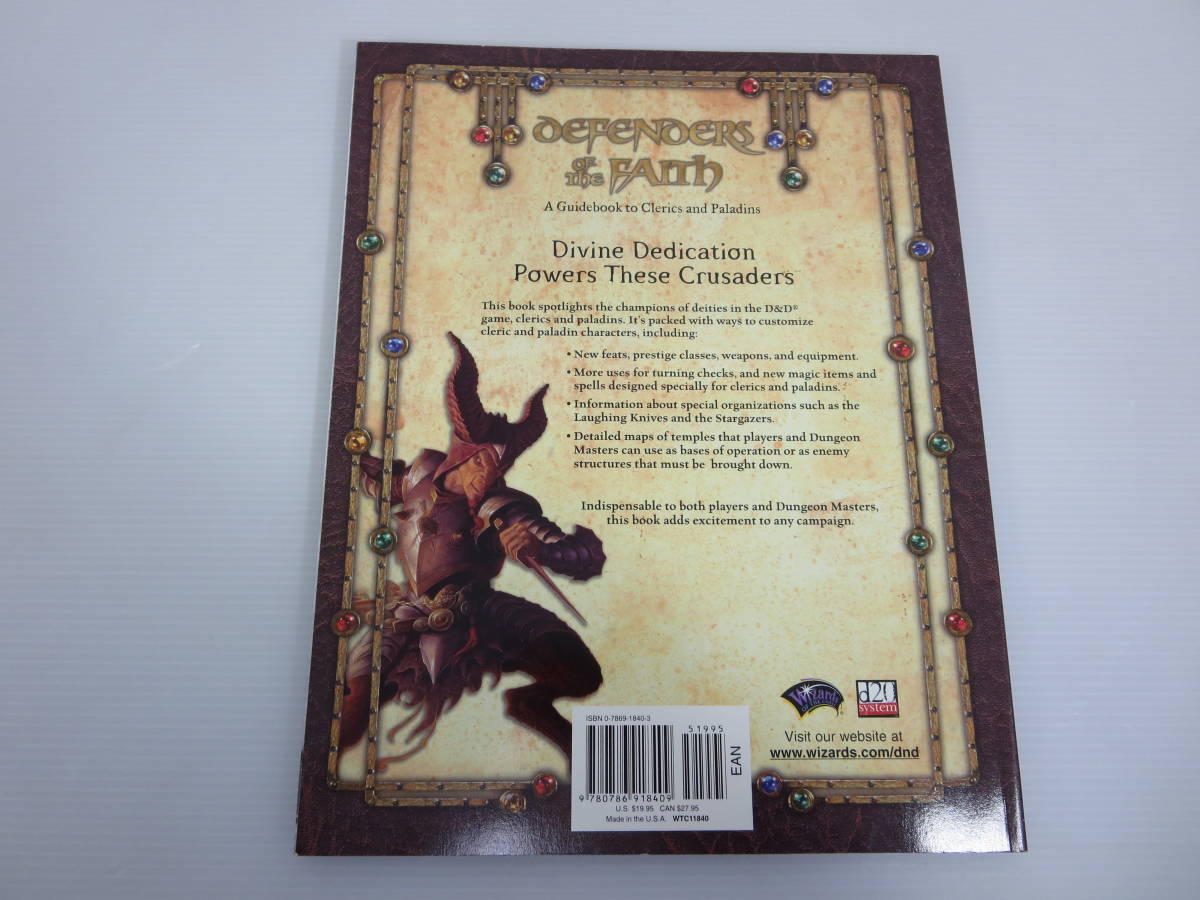 DEFENDERS
OF THE FAITH
A Guidebook to Clerics and Paladins
Divine Dedication
Powers These Crusaders
This book spotlights the champions of deities in the D&D®
game, clerics and paladins. It's packed with ways to customize
cleric and paladin characters, including:
• New feats, prestige classes, weapons, and equipment.
• More uses for turning checks, and new magic items and
spells designed specially for clerics and paladins.
• Information about special organizations such as the
Laughing Knives and the Stargazers.
• Detailed maps of temples that players and Dungeon
Masters can use as bases of operation or as enemy
structures that must be brought down.
Indispensable to both players and Dungeon Masters,
this book adds excitement to any campaign.
Wizards
OF THE COAST
d20
system
Visit our website at
www.wizards.com/dnd
ISBN 0-7869-1840-3
51995
EAN
9 780786 918409
U.S. $19.95 CAN $27.95
Made in the U.S.A. WTC11840